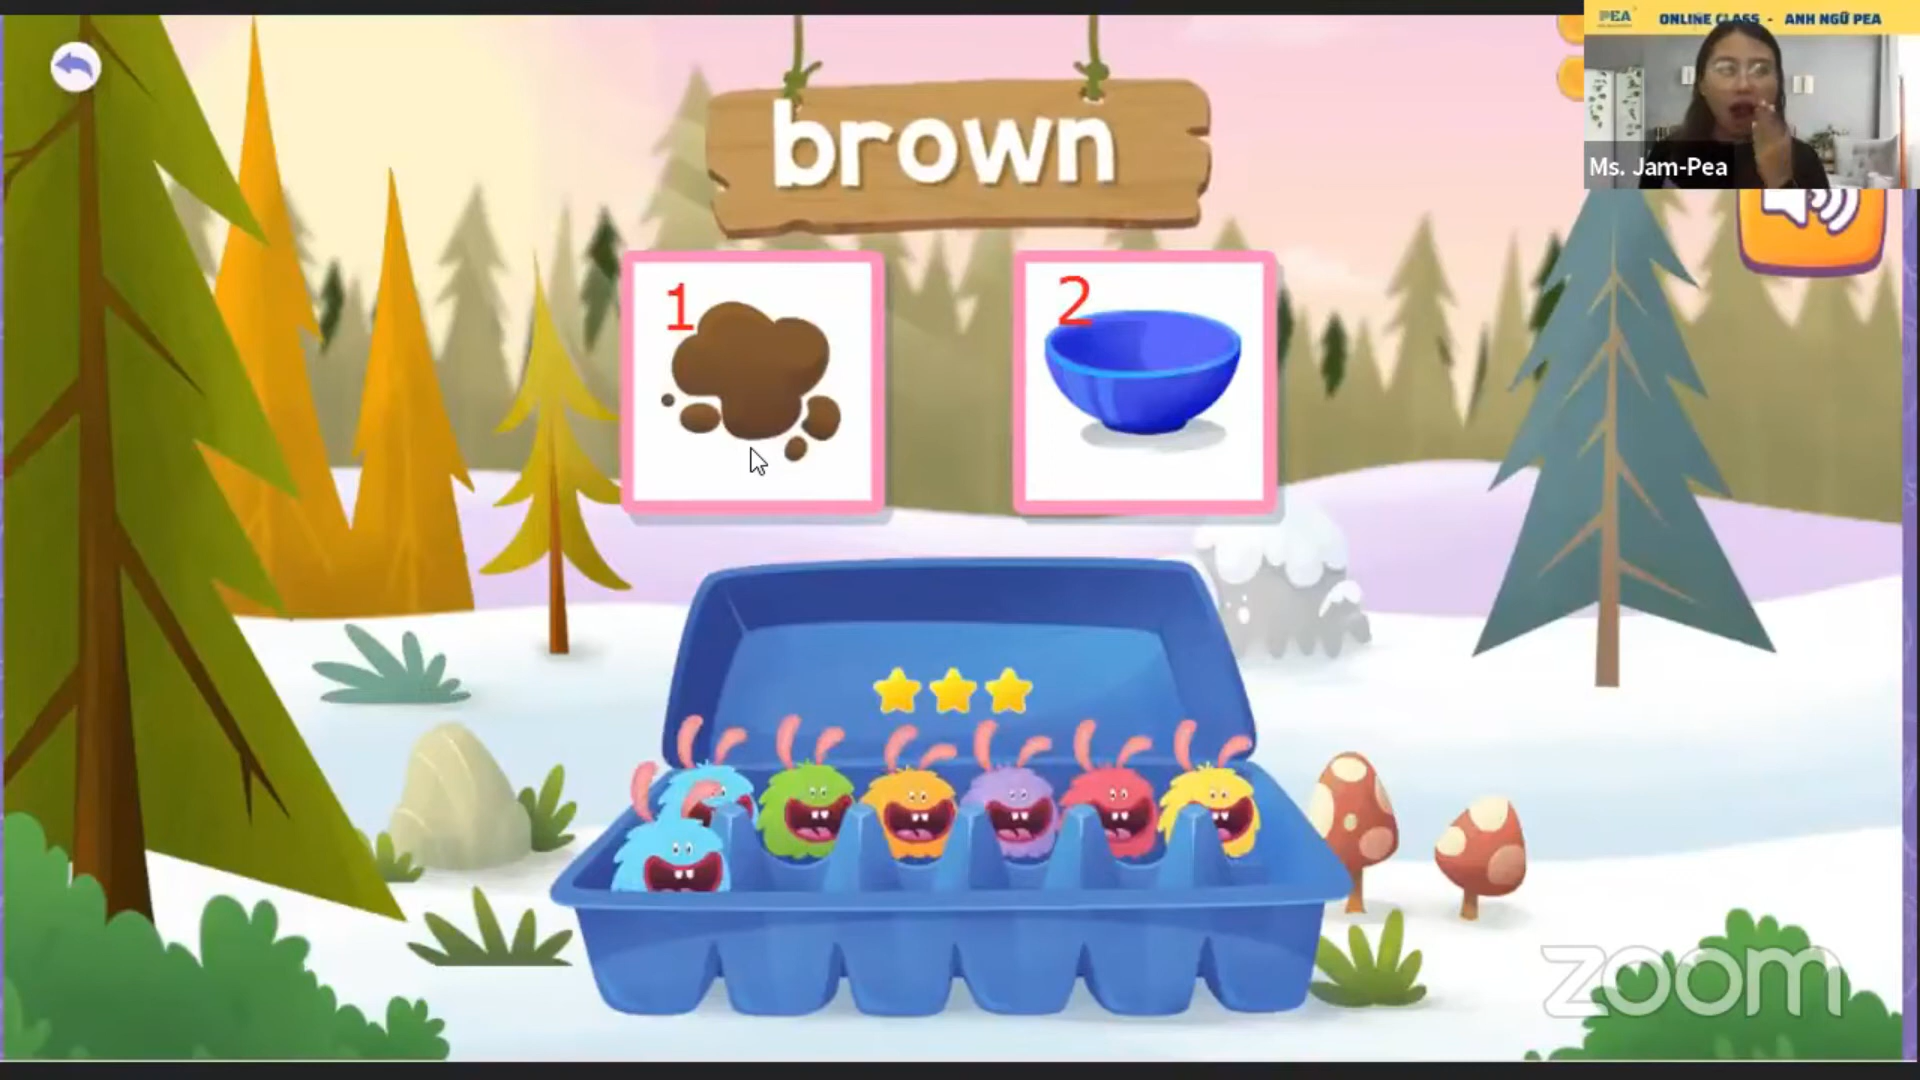 PEA
ONLINE CLASS - ANH NGỮ PEA
Ms. Jam-Pea
brown
1
2
zoom